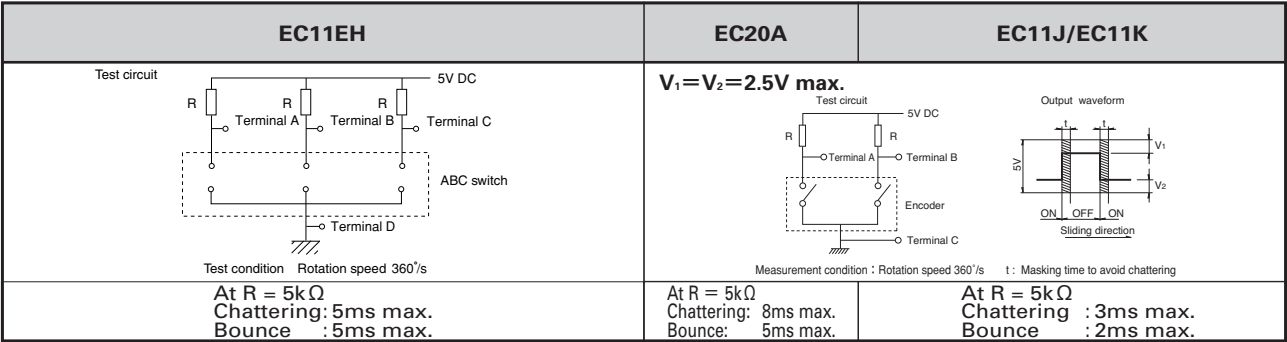 EC11EH
EC20A
EC11J/EC11K
Test circuit
5V DC
R
R
R
Terminal A
Terminal B
Terminal C
ABC switch
Terminal D
Test condition Rotation speed 360˚/s
V₁＝V₂＝2.5V max.
Test circuit
5V DC
R
R
Terminal A
Terminal B
Encoder
Terminal C
Output waveform
t
t
V₁
5V
V₂
ON OFF ON
Sliding direction
Measurement condition：Rotation speed 360˚/s t : Masking time to avoid chattering
At R = 5kΩ
Chattering: 5ms max.
Bounce : 5ms max.
At R = 5kΩ
Chattering: 8ms max.
Bounce: 5ms max.
At R = 5kΩ
Chattering : 3ms max.
Bounce : 2ms max.